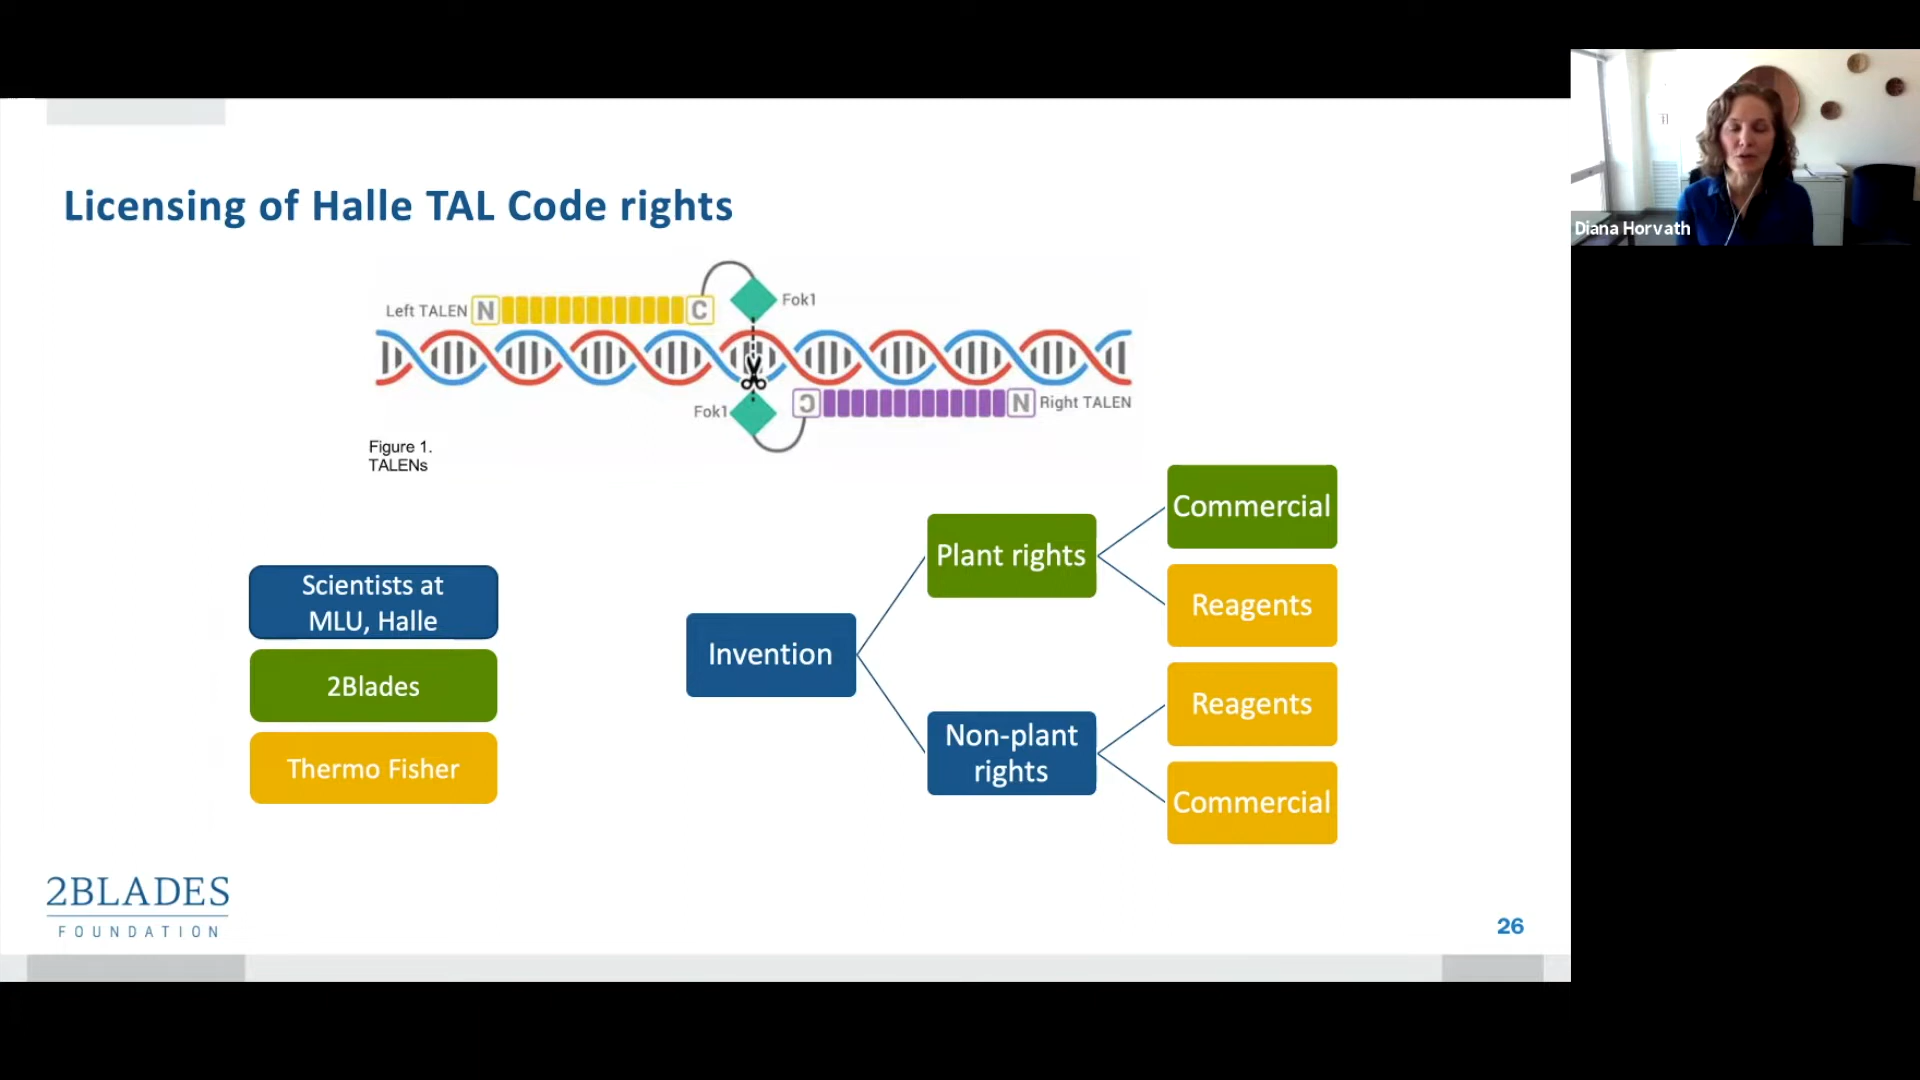 Licensing of Halle TAL Code rights
Left TALEN
N
C
Fok1
Fok1
C
N
Right TALEN
Figure 1.
TALENs
Scientists at
MLU, Halle
2Blades
Thermo Fisher
Invention
Plant rights
Non-plant
rights
Commercial
Reagents
Reagents
Commercial
2BLADES
FOUNDATION
26
Diana Horvath